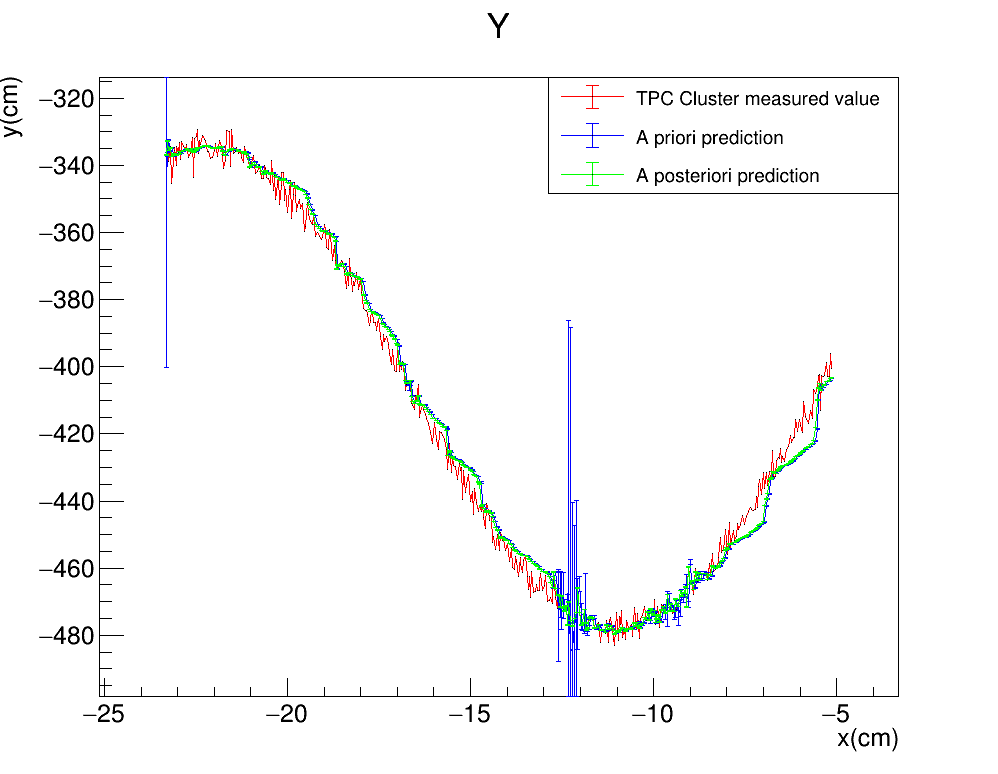 Y
y(cm)
TPC Cluster measured value
A priori prediction
A posteriori prediction
−320
−340
−360
−380
−400
−420
−440
−460
−480
−25 −20 −15 −10 −5
x(cm)